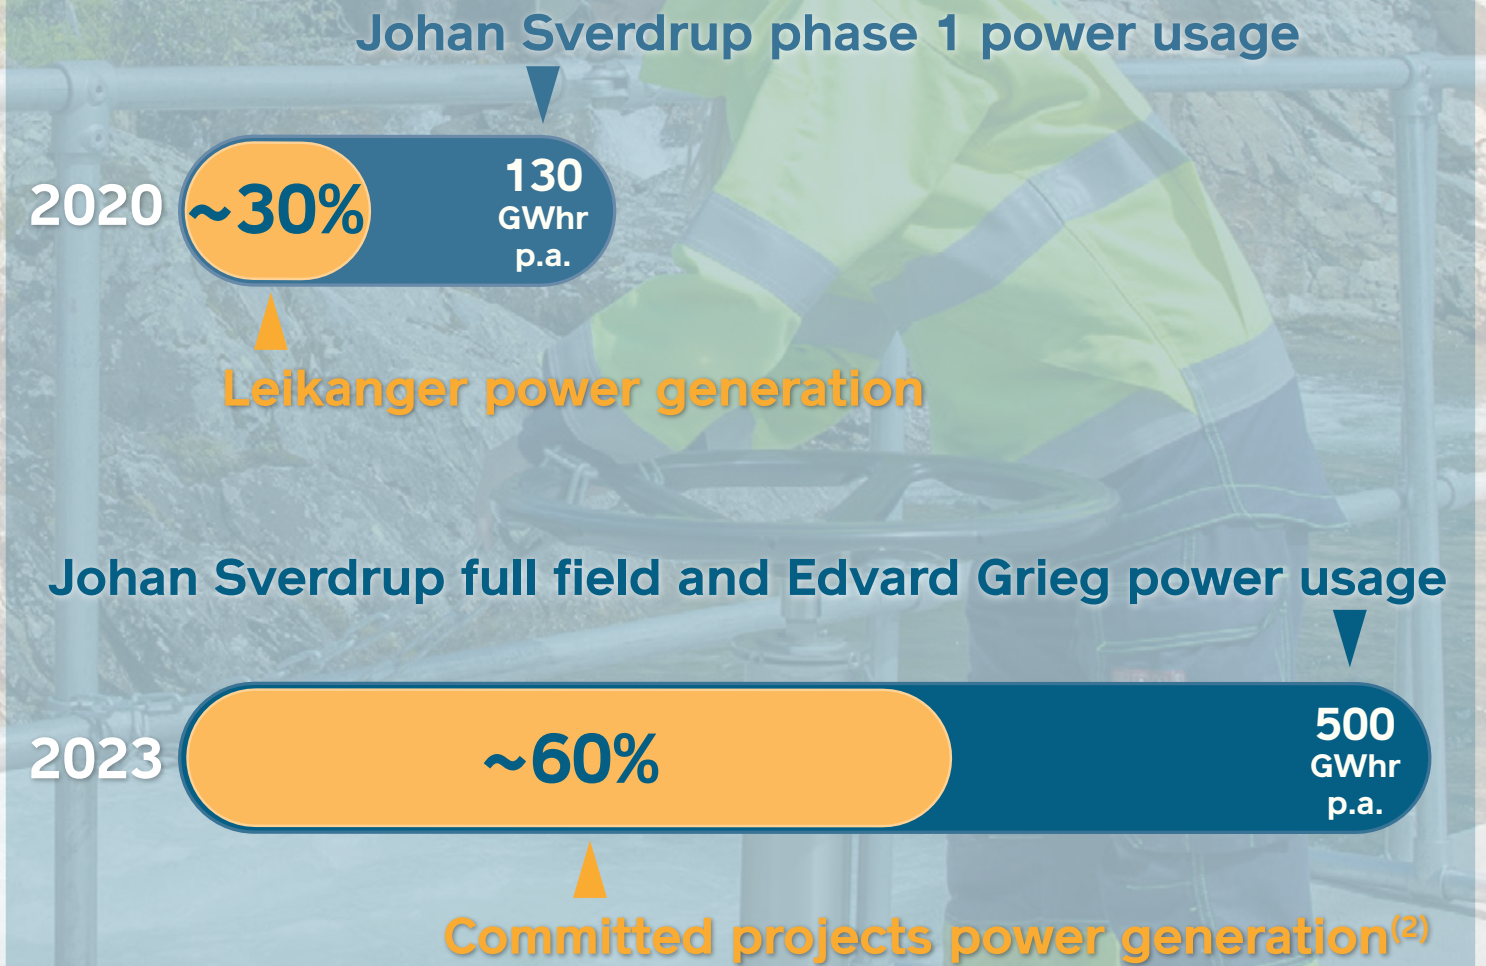 Johan Sverdrup phase 1 power usage
2020
~30%
130
GWhr
p.a.
Leikanger power generation
Johan Sverdrup full field and Edvard Grieg power usage
2023
~60%
500
GWhr
p.a.
Committed projects power generation(2)